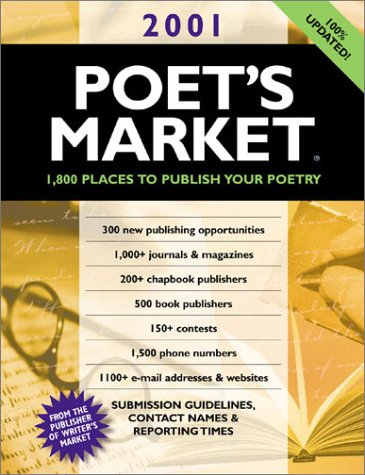 2001
100%
UPDATED!
POET'S
MARKET®
1,800 PLACES TO PUBLISH YOUR POETRY
300 new publishing opportunities
1,000+ journals & magazines
200+ chapbook publishers
500 book publishers
150+ contests
1,500 phone numbers
1100+ e-mail addresses & websites
SUBMISSION GUIDELINES,
CONTACT NAMES &
REPORTING TIMES
FROM THE
PUBLISHER
OF WRITER'S
MARKET